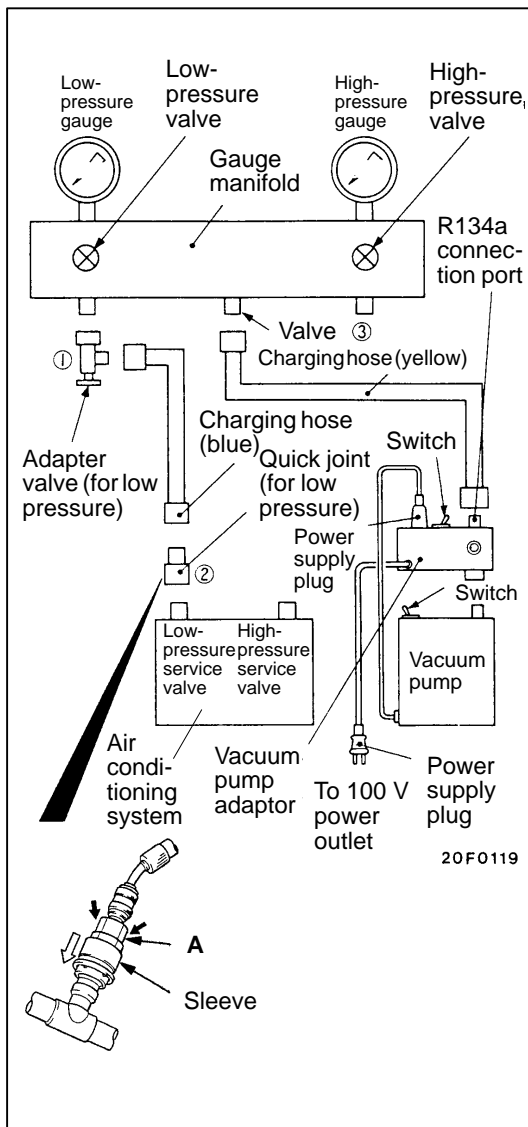 Low-
pressure
gauge
Low-
pressure
valve
High-
pressure
gauge
High-
pressure
valve
Gauge
manifold
R134a
connec-
tion port
Valve
③
①
Charging hose (yellow)
Charging hose
(blue)
Switch
Adapter
valve (for low
pressure)
Quick joint
(for low
pressure)
Power
supply
plug
②
Switch
Low-
pressure
service
valve
High-
pressure
service
valve
Vacuum
pump
Air
condi-
tioning
system
Vacuum
pump
adaptor
To 100 V
power
outlet
Power
supply
plug
20F0119
A
Sleeve